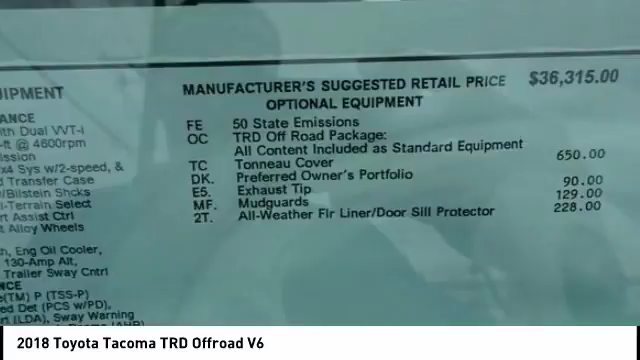 MANUFACTURER'S SUGGESTED RETAIL PRICE $36,315.00
OPTIONAL EQUIPMENT
FE 50 State Emissions
OC TRD Off Road Package:
All Content Included as Standard Equipment
TC Tonneau Cover 650.00
DK. Preferred Owner's Portfolio
E5. Exhaust Tip 90.00
MF. Mudguards 129.00
2T. All-Weather Flr Liner/Door Sill Protector 228.00
UIPMENT
ANCE
ith Dual VVT-i
-ft @ 4600rpm
ission
x4 Sys w/2-speed, &
d Transfer Case
/Bilstein Shcks
-Terrain Select
rt Assist Ctrl
t Alloy Wheels
h, Eng Oil Cooler,
130-Amp Alt,
Trailer Sway Cntrl
NCE
e(TM) P (TSS-P)
ed Det (PCS w/PD),
rt (LDA), Sway Warning
2018 Toyota Tacoma TRD Offroad V6